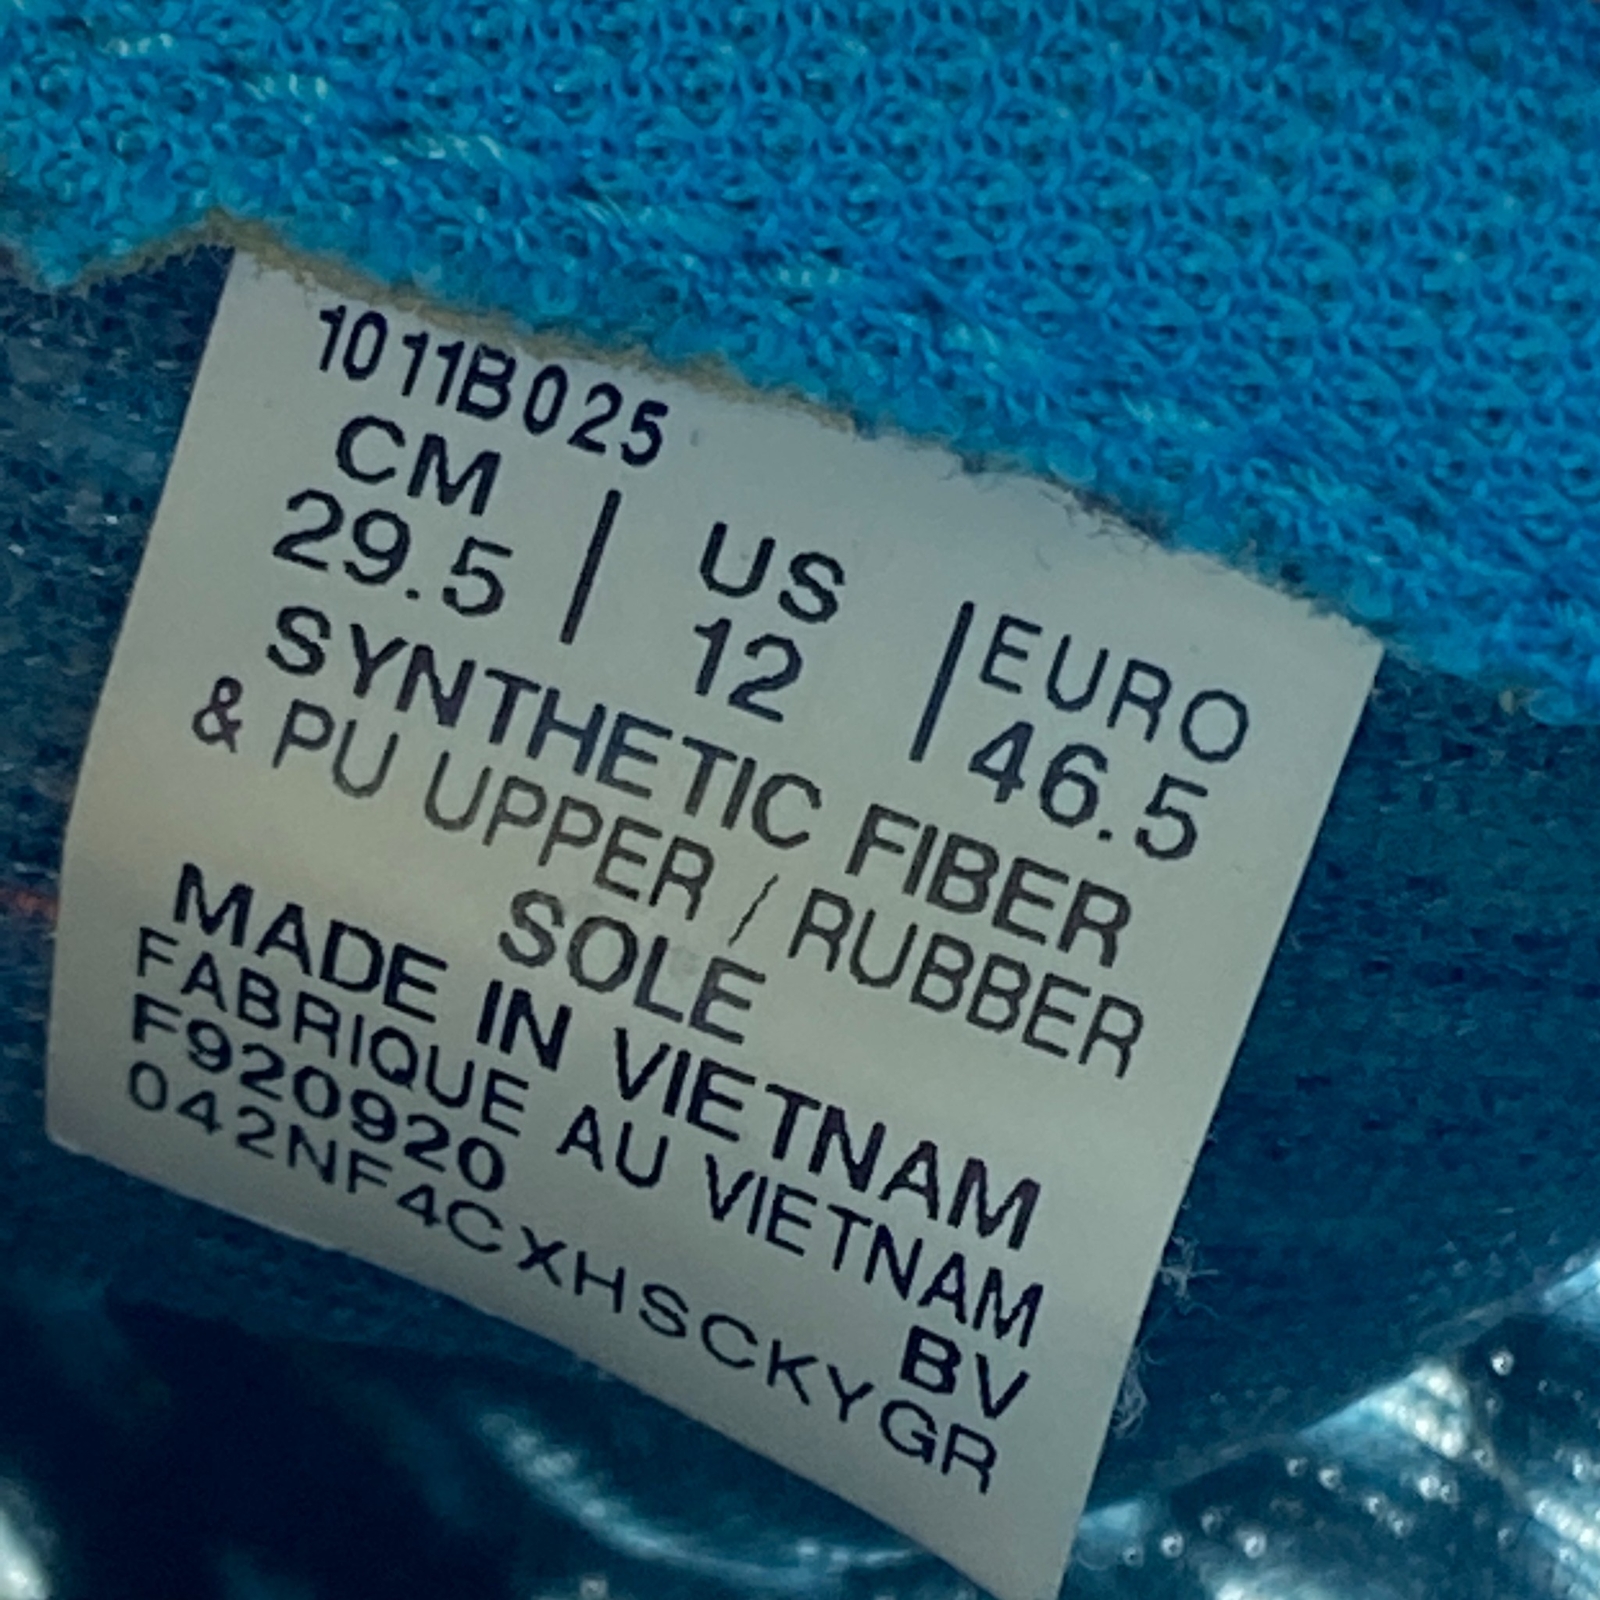 1011B025
CM | US | EURO
29.5 | 12 | 46.5
SYNTHETIC FIBER
& PU UPPER / RUBBER
SOLE
MADE IN VIETNAM
FABRIQUE AU VIETNAM
F920920 BV
042NF4CXHSCKYGR